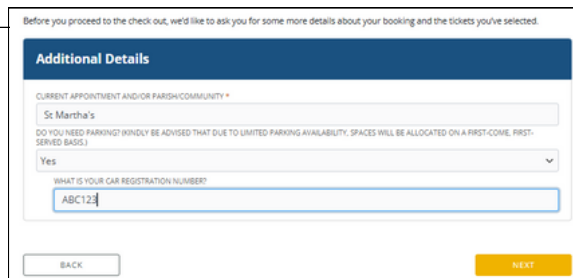 Before you proceed to the check out, we'd like to ask you for some more details about your booking and the tickets you've selected.
Additional Details
CURRENT APPOINTMENT AND/OR PARISH/COMMUNITY *
St Martha's
DO YOU NEED PARKING? (KINDLY BE ADVISED THAT DUE TO LIMITED PARKING AVAILABILITY, SPACES WILL BE ALLOCATED ON A FIRST-COME, FIRST-
SERVED BASIS.)
Yes
WHAT IS YOUR CAR REGISTRATION NUMBER?
ABC123
BACK
NEXT